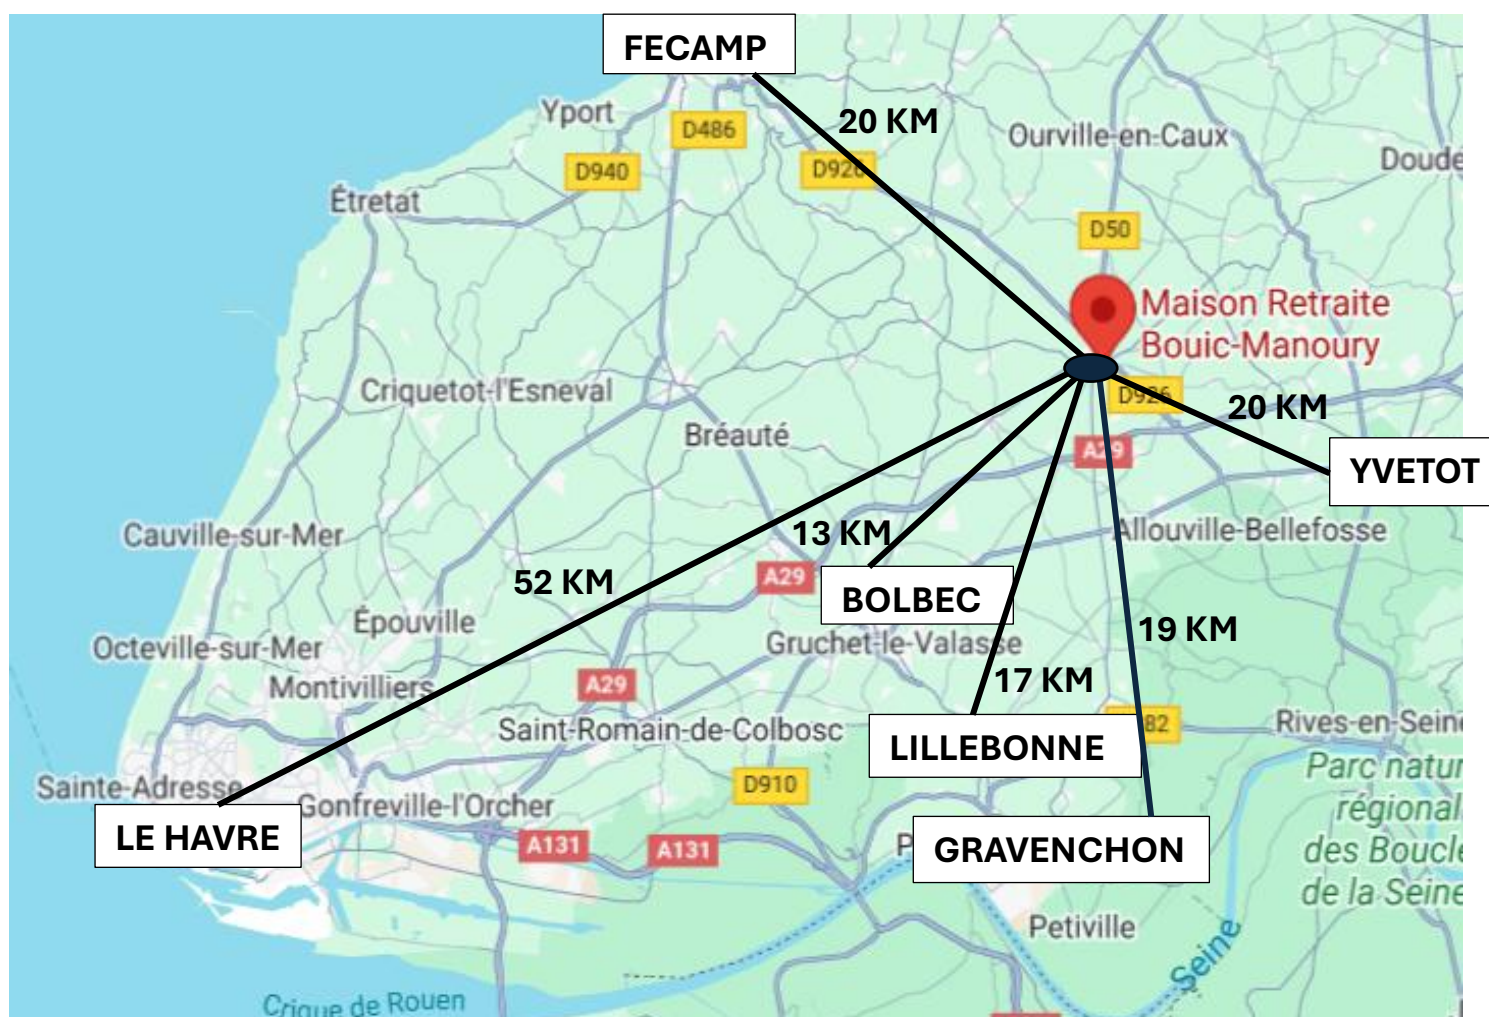 FECAMP
Yport
20 KM
D486
Ourville-en-Caux
Doude
D940
D926
Étretat
D50
Maison Retraite
Bouic-Manoury
Criquetot-l'Esneval
D926
20 KM
Bréauté
A29
YVETOT
Cauville-sur-Mer
13 KM
Allouville-Bellefosse
52 KM
A29
BOLBEC
Épouville
19 KM
Octeville-sur-Mer
Gruchet-le-Valasse
Montivilliers
A29
17 KM
Saint-Romain-de-Colbosc
82
Rives-en-Seine
LILLEBONNE
Parc natur
régional
des Boucle
de la Seine
Sainte-Adresse
D910
Gonfreville-l'Orcher
LE HAVRE
A131
A131
P
GRAVENCHON
Petiville
Seine
Crique de Rouen